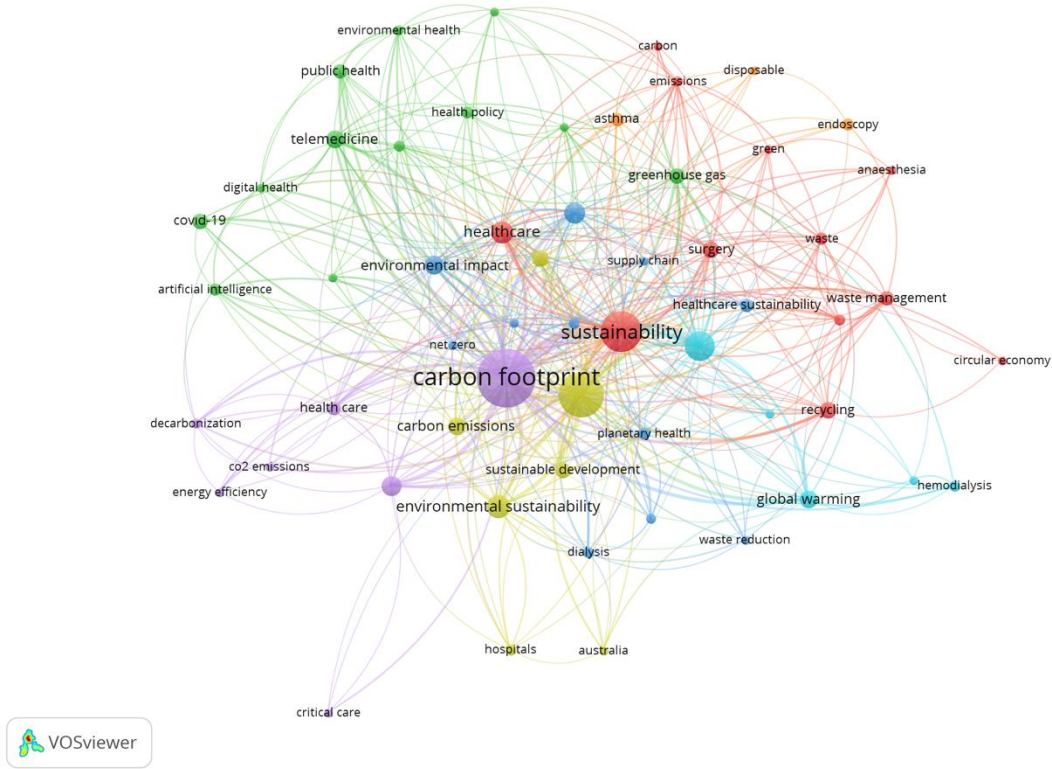 environmental health
carbon
public health
emissions
disposable
health policy
asthma
endoscopy
telemedicine
green
anaesthesia
greenhouse gas
digital health
covid-19
healthcare
waste
surgery
environmental impact
supply chain
artificial intelligence
waste management
healthcare sustainability
sustainability
net zero
circular economy
carbon footprint
health care
recycling
decarbonization
carbon emissions
planetary health
co2 emissions
sustainable development
energy efficiency
hemodialysis
global warming
environmental sustainability
waste reduction
dialysis
hospitals
australia
critical care
VOSviewer